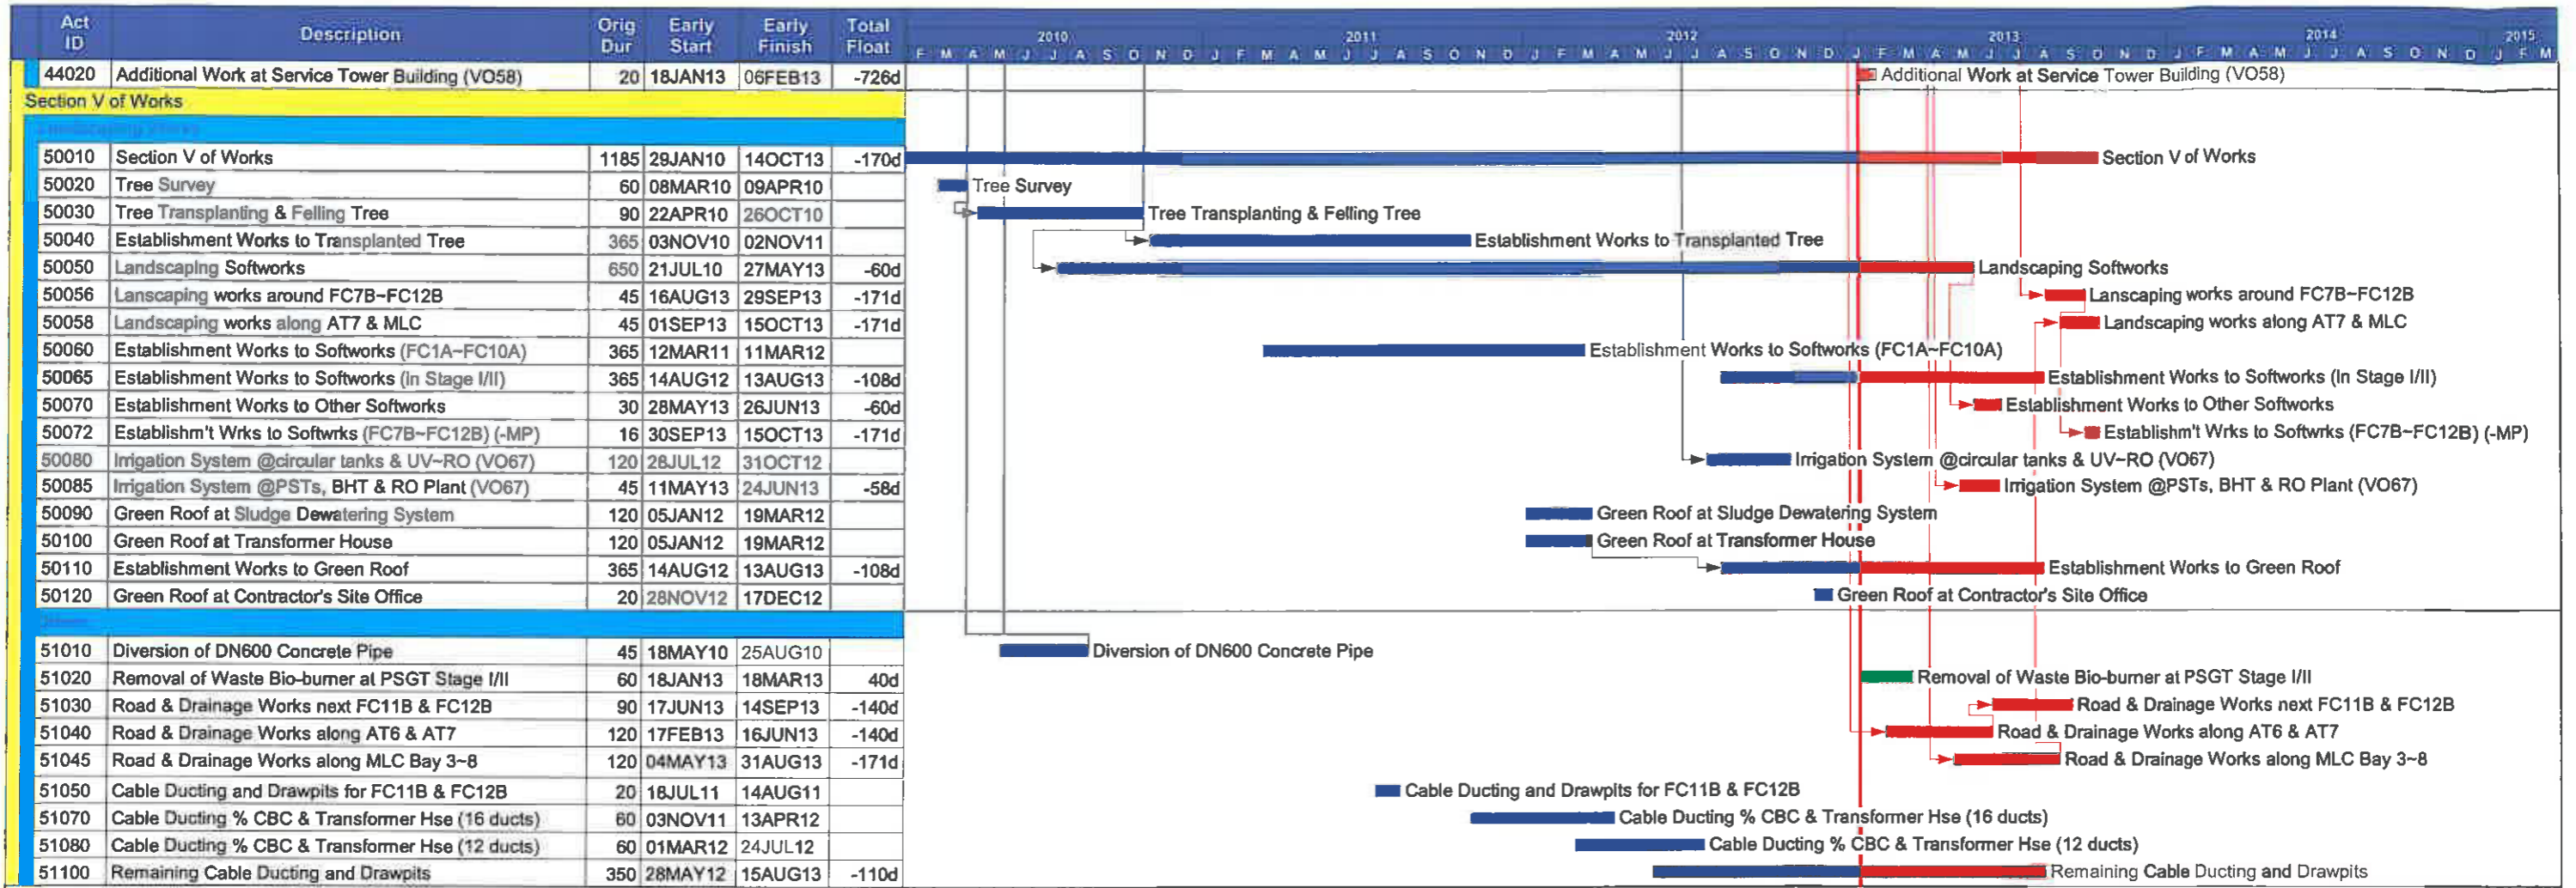 Act ID Description Orig Dur Early Start Early Finish Total Float
2010 2011 2012 2013 2014 2015
F M A M J J A S O N D J F M A M J J A S O N D J F M A M J J A S O N D J F M A M J J A S O N D J F M A M J J A S O N D J F M
44020 Additional Work at Service Tower Building (VO58) 20 18JAN13 06FEB13 -726d Additional Work at Service Tower Building (VO58)
Section V of Works
50010 Section V of Works 1185 29JAN10 14OCT13 -170d Section V of Works
50020 Tree Survey 60 08MAR10 09APR10 Tree Survey
50030 Tree Transplanting & Felling Tree 90 22APR10 26OCT10 Tree Transplanting & Felling Tree
50040 Establishment Works to Transplanted Tree 365 03NOV10 02NOV11 Establishment Works to Transplanted Tree
50050 Landscaping Softworks 650 21JUL10 27MAY13 -60d Landscaping Softworks
50056 Lanscaping works around FC7B~FC12B 45 16AUG13 29SEP13 -171d Lanscaping works around FC7B~FC12B
50058 Landscaping works along AT7 & MLC 45 01SEP13 15OCT13 -171d Landscaping works along AT7 & MLC
50060 Establishment Works to Softworks (FC1A~FC10A) 365 12MAR11 11MAR12 Establishment Works to Softworks (FC1A~FC10A)
50065 Establishment Works to Softworks (in Stage I/II) 365 14AUG12 13AUG13 -108d Establishment Works to Softworks (in Stage I/II)
50070 Establishment Works to Other Softworks 30 28MAY13 26JUN13 -60d Establishment Works to Other Softworks
50072 Establishm't Wrks to Softwrks (FC7B~FC12B) (-MP) 16 30SEP13 15OCT13 -171d Establishm't Wrks to Softwrks (FC7B~FC12B) (-MP)
50080 Irrigation System @circular tanks & UV~RO (VO67) 120 28JUL12 31OCT12 Irrigation System @circular tanks & UV~RO (VO67)
50085 Irrigation System @PSTs, BHT & RO Plant (VO67) 45 11MAY13 24JUN13 -58d Irrigation System @PSTs, BHT & RO Plant (VO67)
50090 Green Roof at Sludge Dewatering System 120 05JAN12 19MAR12 Green Roof at Sludge Dewatering System
50100 Green Roof at Transformer House 120 05JAN12 19MAR12 Green Roof at Transformer House
50110 Establishment Works to Green Roof 365 14AUG12 13AUG13 -108d Establishment Works to Green Roof
50120 Green Roof at Contractor's Site Office 20 28NOV12 17DEC12 Green Roof at Contractor's Site Office
51010 Diversion of DN600 Concrete Pipe 45 18MAY10 25AUG10 Diversion of DN600 Concrete Pipe
51020 Removal of Waste Bio-burner at PSGT Stage I/II 60 18JAN13 18MAR13 40d Removal of Waste Bio-burner at PSGT Stage I/II
51030 Road & Drainage Works next FC11B & FC12B 90 17JUN13 14SEP13 -140d Road & Drainage Works next FC11B & FC12B
51040 Road & Drainage Works along AT6 & AT7 120 17FEB13 16JUN13 -140d Road & Drainage Works along AT6 & AT7
51045 Road & Drainage Works along MLC Bay 3~8 120 04MAY13 31AUG13 -171d Road & Drainage Works along MLC Bay 3~8
51050 Cable Ducting and Drawpits for FC11B & FC12B 20 16JUL11 14AUG11 Cable Ducting and Drawpits for FC11B & FC12B
51070 Cable Ducting % CBC & Transformer Hse (16 ducts) 60 03NOV11 13APR12 Cable Ducting % CBC & Transformer Hse (16 ducts)
51080 Cable Ducting % CBC & Transformer Hse (12 ducts) 60 01MAR12 24JUL12 Cable Ducting % CBC & Transformer Hse (12 ducts)
51100 Remaining Cable Ducting and Drawpits 350 28MAY12 15AUG13 -110d Remaining Cable Ducting and Drawpits